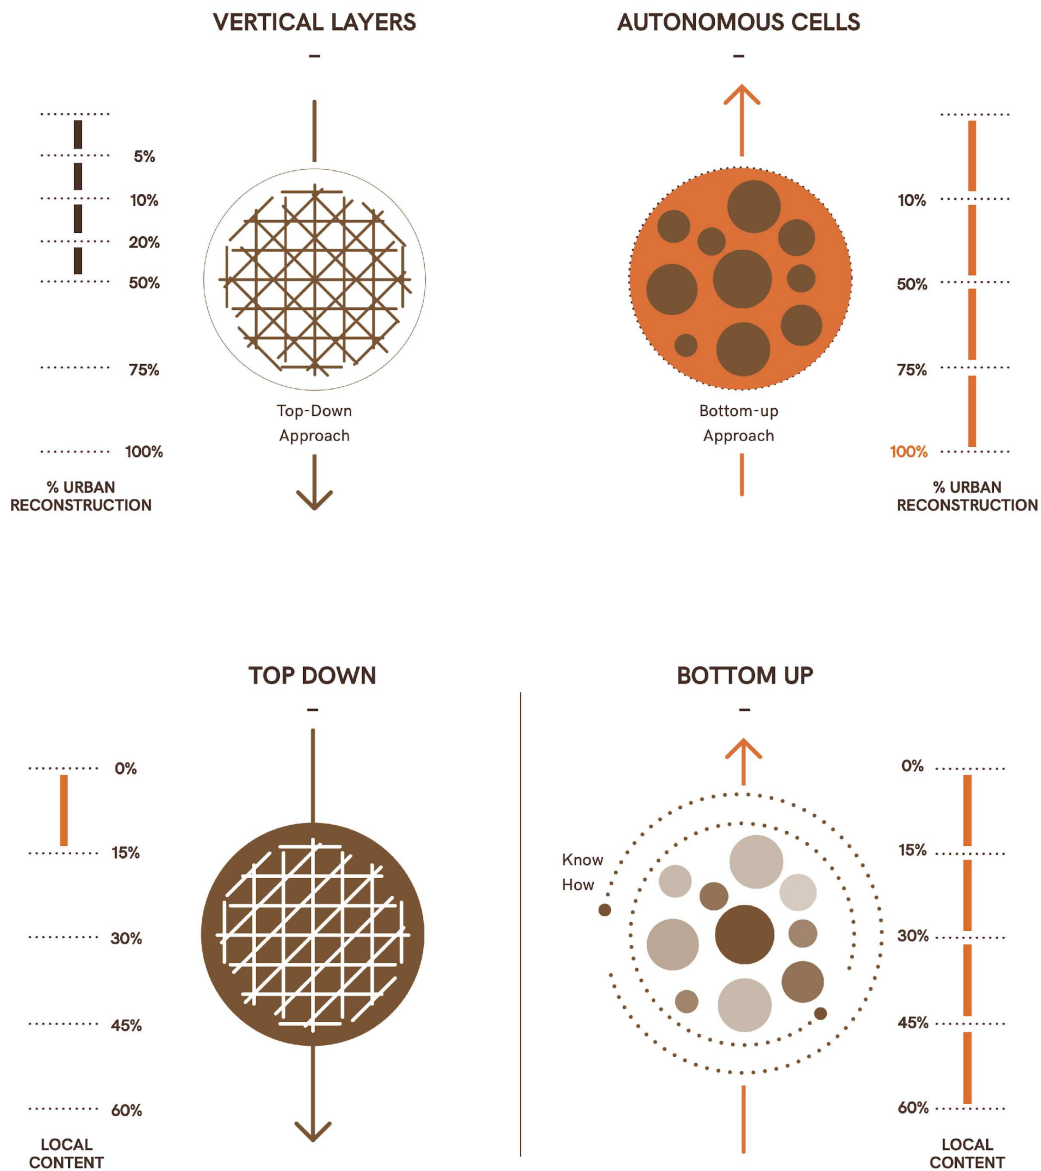 VERTICAL LAYERS
–
5%
10%
20%
50%
75%
100%
% URBAN
RECONSTRUCTION
Top-Down
Approach
AUTONOMOUS CELLS
–
Bottom-up
Approach
10%
50%
75%
100%
% URBAN
RECONSTRUCTION
TOP DOWN
–
0%
15%
30%
45%
60%
LOCAL
CONTENT
BOTTOM UP
–
Know
How
0%
15%
30%
45%
60%
LOCAL
CONTENT